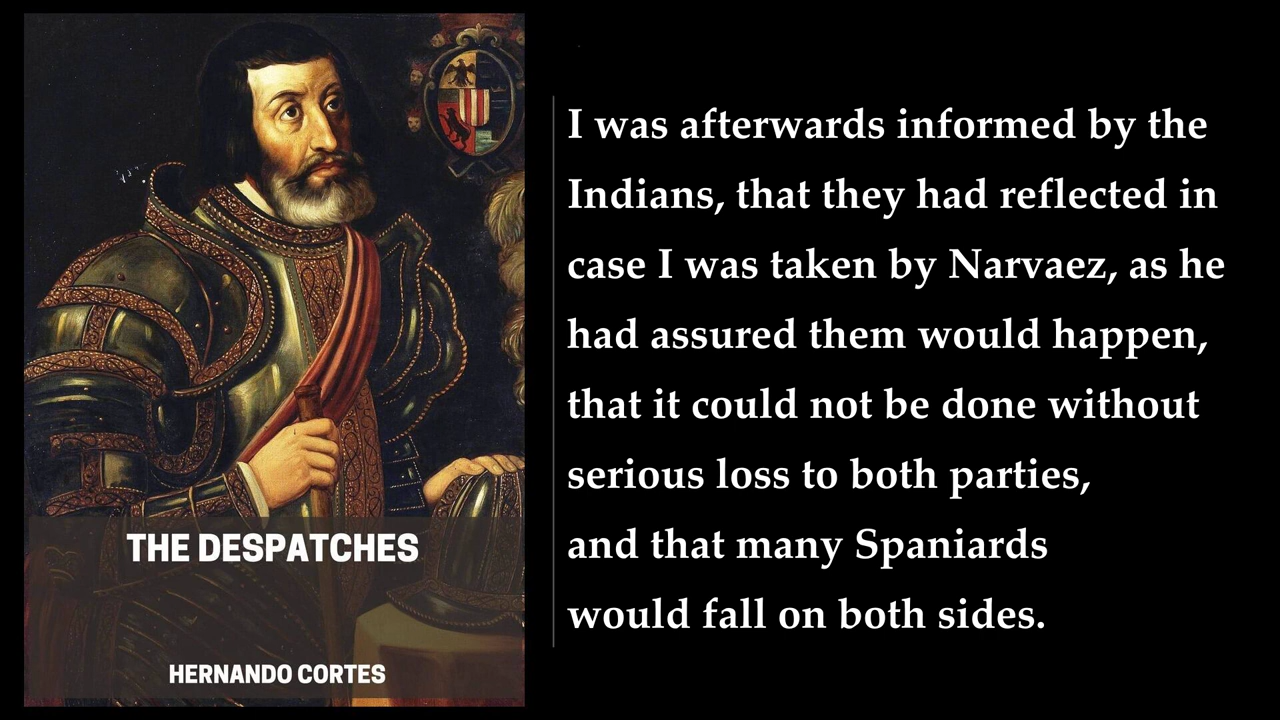 THE DESPATCHES
HERNANDO CORTES
I was afterwards informed by the
Indians, that they had reflected in
case I was taken by Narvaez, as he
had assured them would happen,
that it could not be done without
serious loss to both parties,
and that many Spaniards
would fall on both sides.